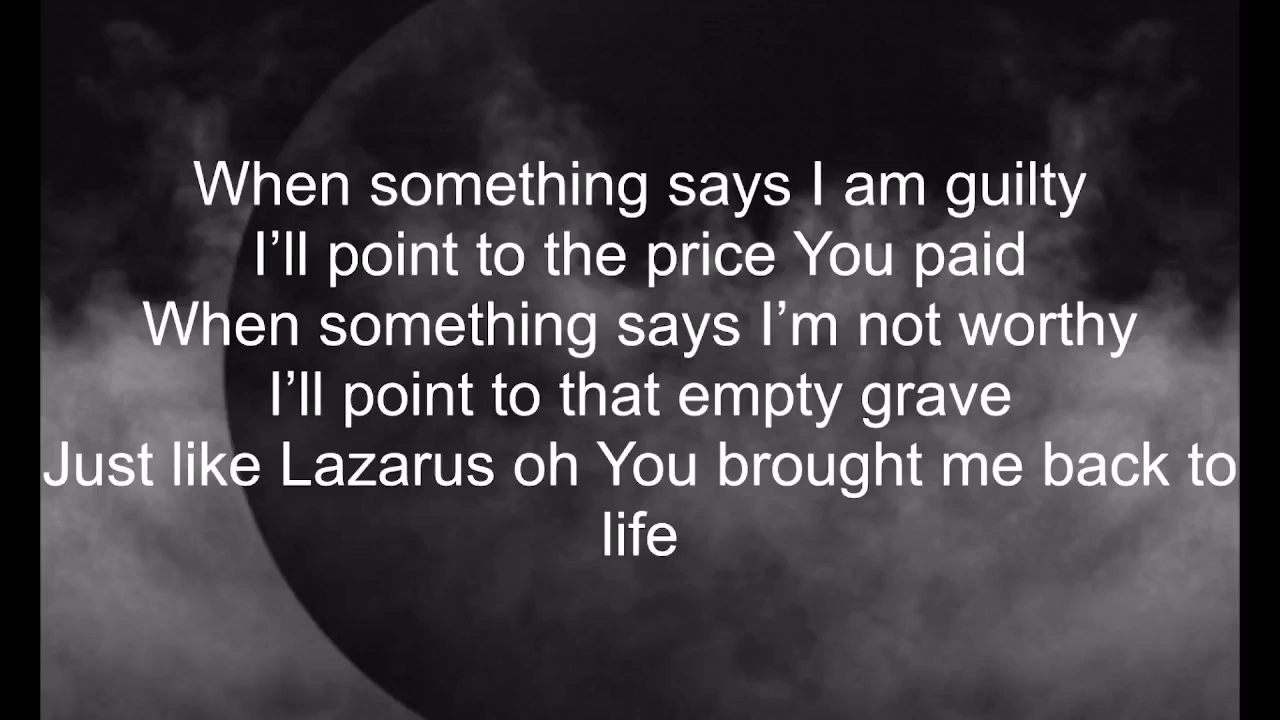 When something says I am guilty
I’ll point to the price You paid
When something says I’m not worthy
I’ll point to that empty grave
Just like Lazarus oh You brought me back to
life